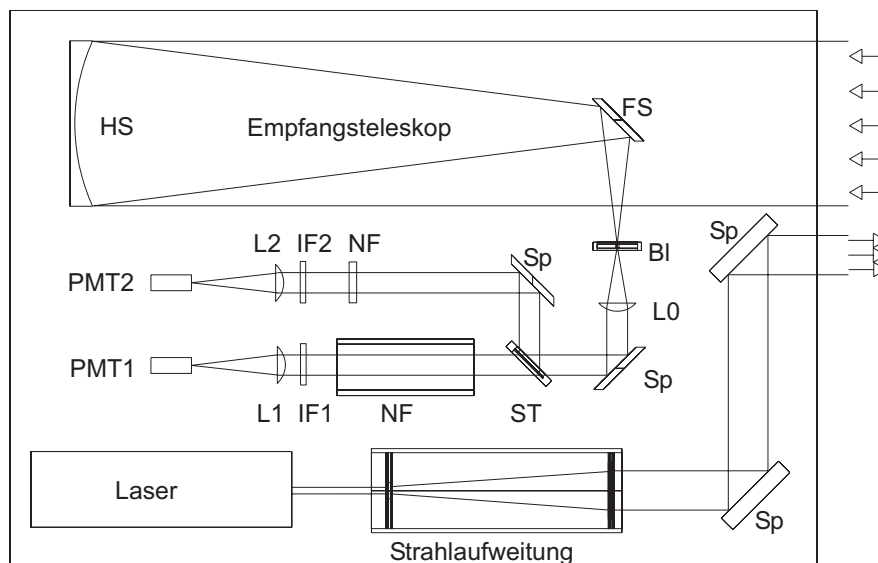 FS
HS
Empfangsteleskop
Sp
L2
IF2
NF
Sp
Bl
PMT2
L0
PMT1
Sp
L1
IF1
NF
ST
Laser
Sp
Strahlaufweitung